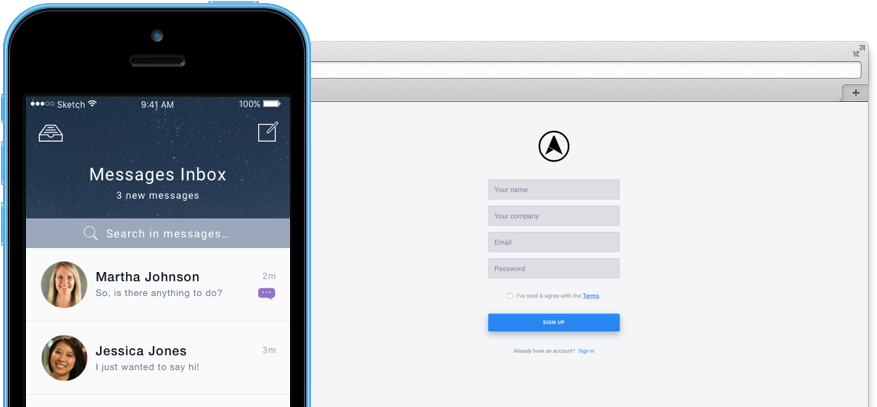 Sketch 9:41 AM 100%
Messages Inbox
3 new messages
Search in messages...
Martha Johnson 2m
So, is there anything to do?
Jessica Jones 3m
I just wanted to say hi!
Your name
Your company
Email
Password
I've read & agree with the Terms
SIGN UP
Already have an account? Sign in